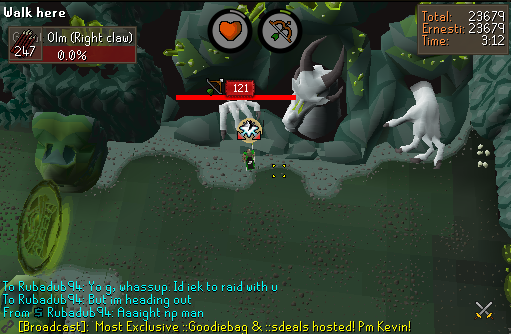 Walk here
Olm (Right claw)
247
0.0%
Total: 23679
Ernesti: 23679
Time: 3:12
121
To Rubadub94: Yo g, whassup: Id iek to raid with u
To Rubadub94: But im heading out
From Rubadub94: Aaaight np man
[Broadcast]: Most Exclusive ::Goodiebag & ::sdeals hosted! Pm Kevin!